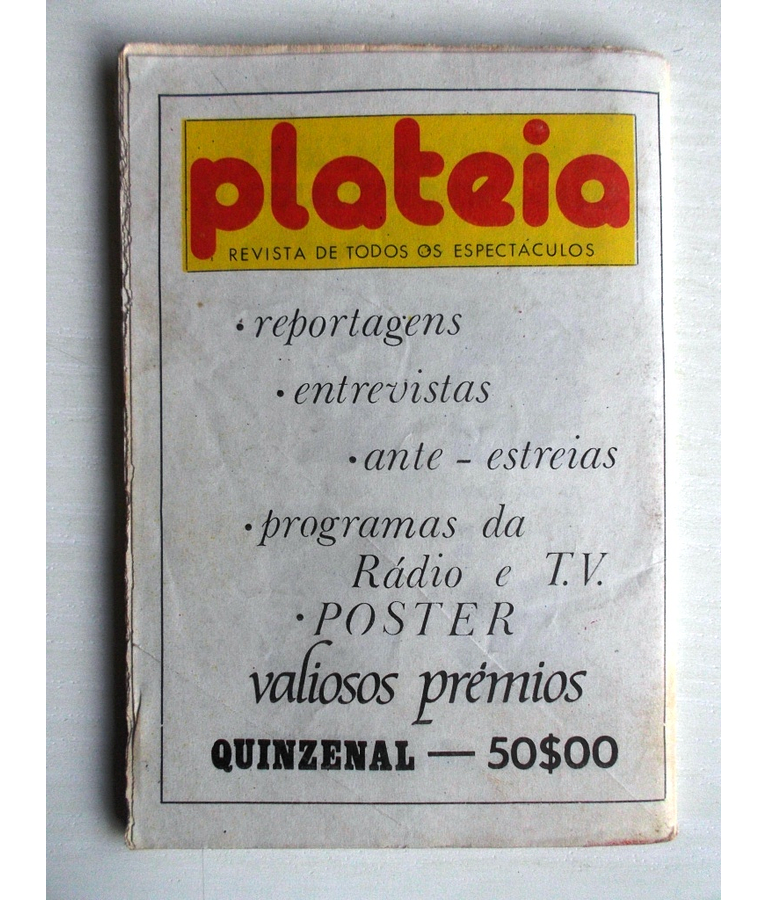 plateia
REVISTA DE TODOS OS ESPECTÁCULOS
• reportagens
• entrevistas
• ante - estreias
• programas da
Rádio e T.V.
• POSTER
valiosos prémios
QUINZENAL — 50$00